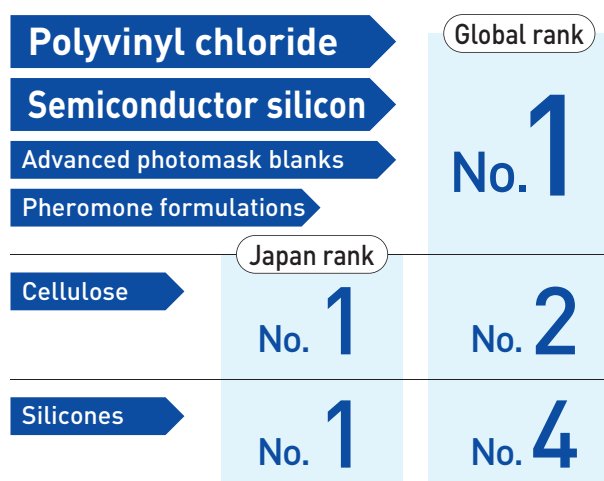 Polyvinyl chloride
Global rank
Semiconductor silicon
Advanced photomask blanks
No.1
Pheromone formulations
Japan rank
Cellulose
No. 1
No. 2
Silicones
No. 1
No. 4